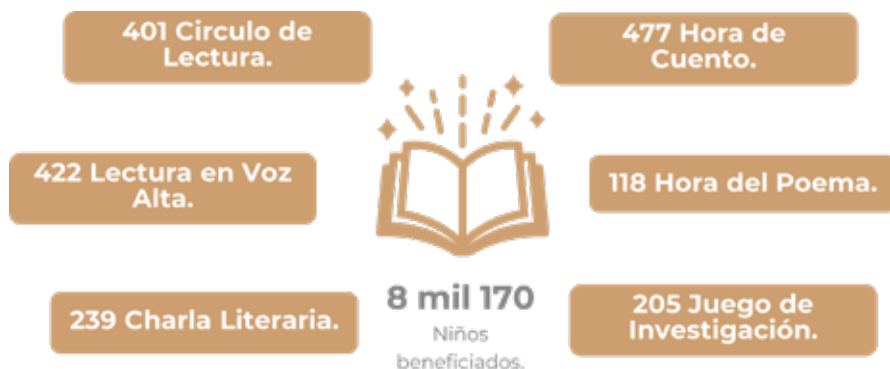 401 Circulo de
Lectura.
477 Hora de
Cuento.
422 Lectura en Voz
Alta.
118 Hora del Poema.
239 Charla Literaria.
8 mil 170
Niños
beneficiados.
205 Juego de
Investigación.